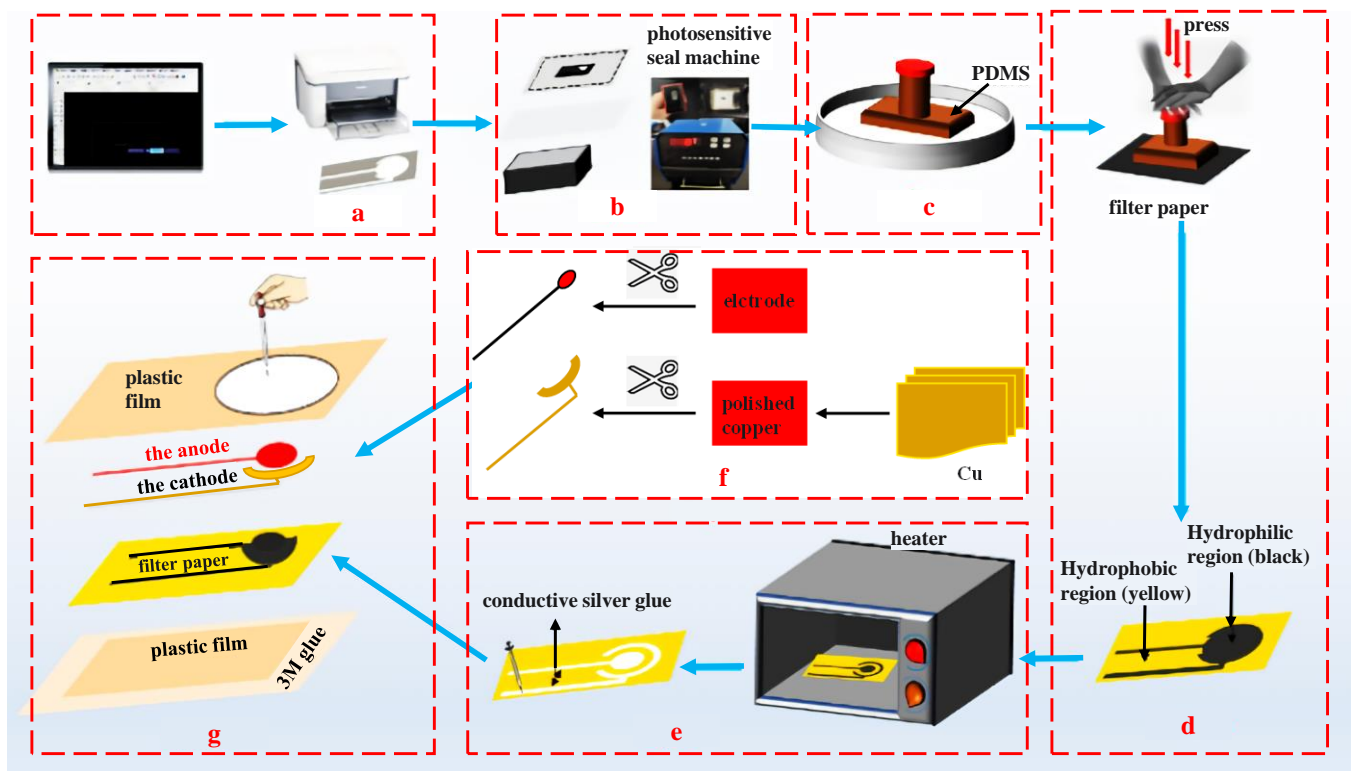 photosensitive
seal machine
PDMS
press
filter paper
a
b
c
plastic
film
the anode
the cathode
filter paper
plastic film
3M glue
g
elctrode
polished
copper
Cu
f
conductive silver glue
heater
e
Hydrophilic
region (black)
Hydrophobic
region (yellow)
d